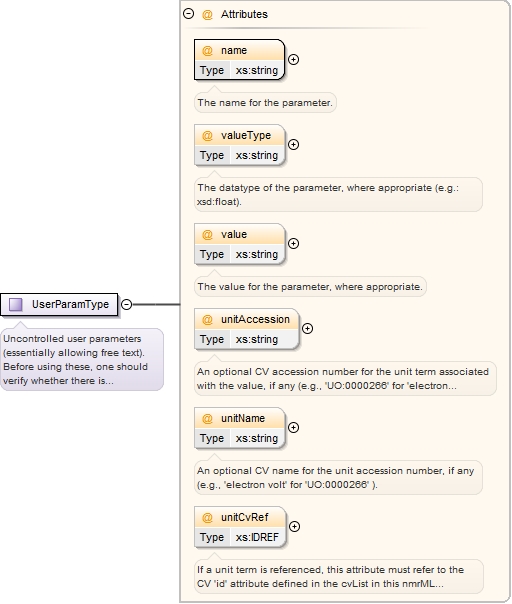 Attributes
@ name
Type xs:string
The name for the parameter.
@ valueType
Type xs:string
The datatype of the parameter, where appropriate (e.g.:
xsd:float).
@ value
Type xs:string
The value for the parameter, where appropriate.
UserParamType
Uncontrolled user parameters
(essentially allowing free text).
Before using these, one should
verify whether there is...
@ unitAccession
Type xs:string
An optional CV accession number for the unit term associated
with the value, if any (e.g., 'UO:0000266' for 'electron...
@ unitName
Type xs:string
An optional CV name for the unit accession number, if any
(e.g., 'electron volt' for 'UO:0000266' ).
@ unitCvRef
Type xs:IDREF
If a unit term is referenced, this attribute must refer to the
CV 'id' attribute defined in the cvList in this nmrML...